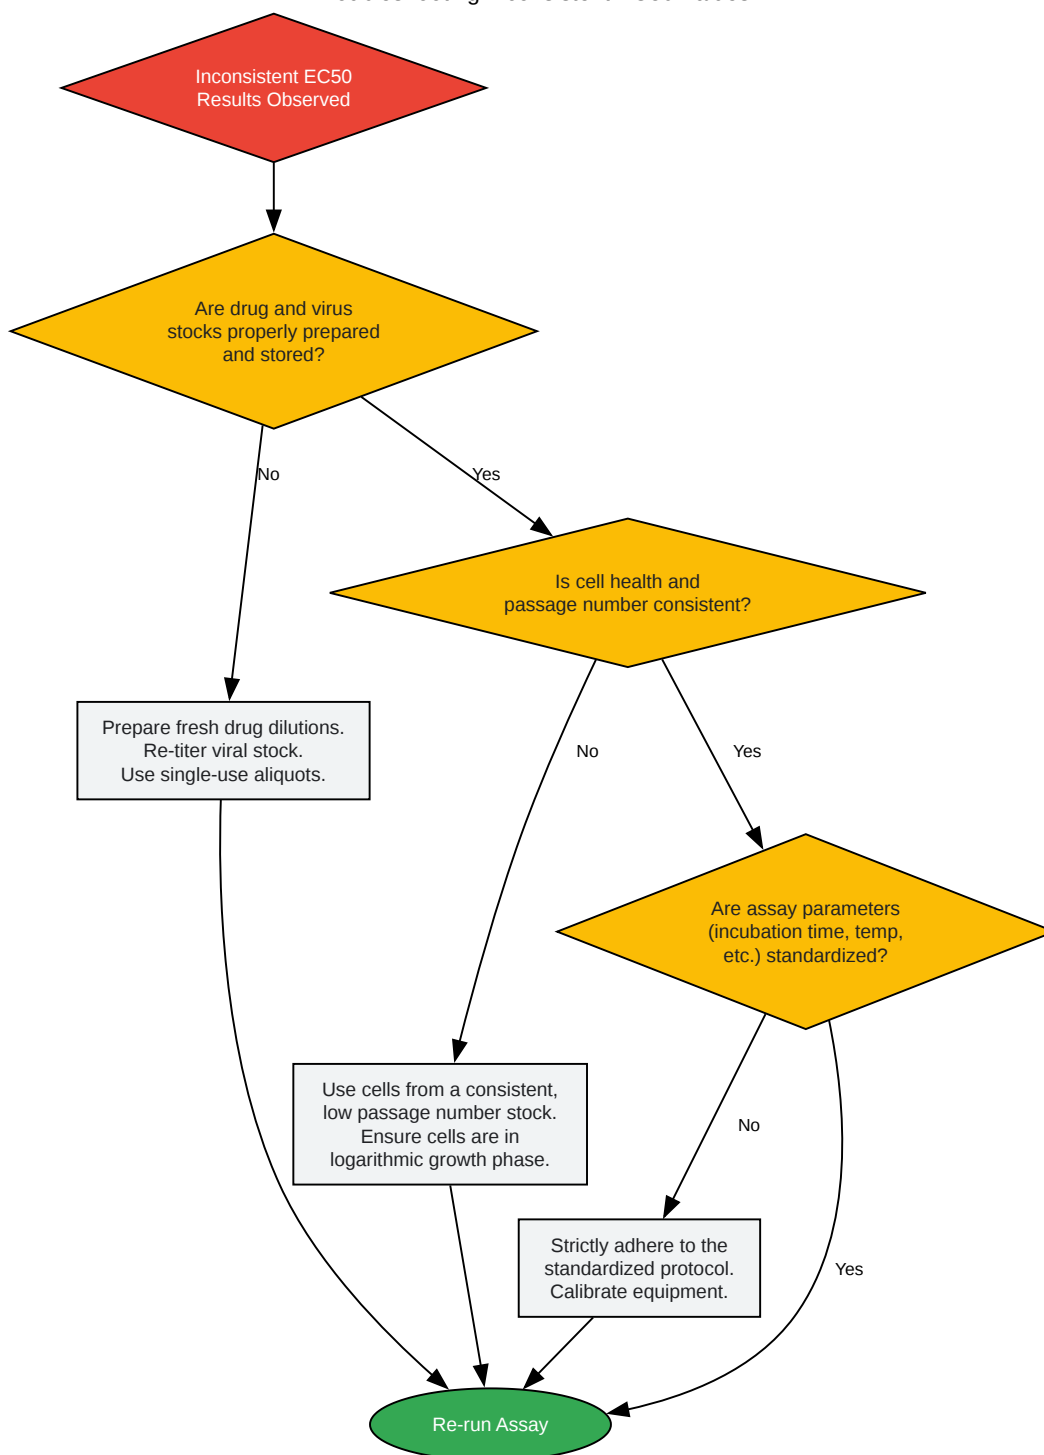 Inconsistent EC50
Results Observed
Are drug and virus
stocks properly prepared
and stored?
No
Yes
Is cell health and
passage number consistent?
Prepare fresh drug dilutions.
Re-titer viral stock.
Use single-use aliquots.
No
Yes
Are assay parameters
(incubation time, temp,
etc.) standardized?
Use cells from a consistent,
low passage number stock.
Ensure cells are in
logarithmic growth phase.
No
Strictly adhere to the
standardized protocol.
Calibrate equipment.
Yes
Re-run Assay